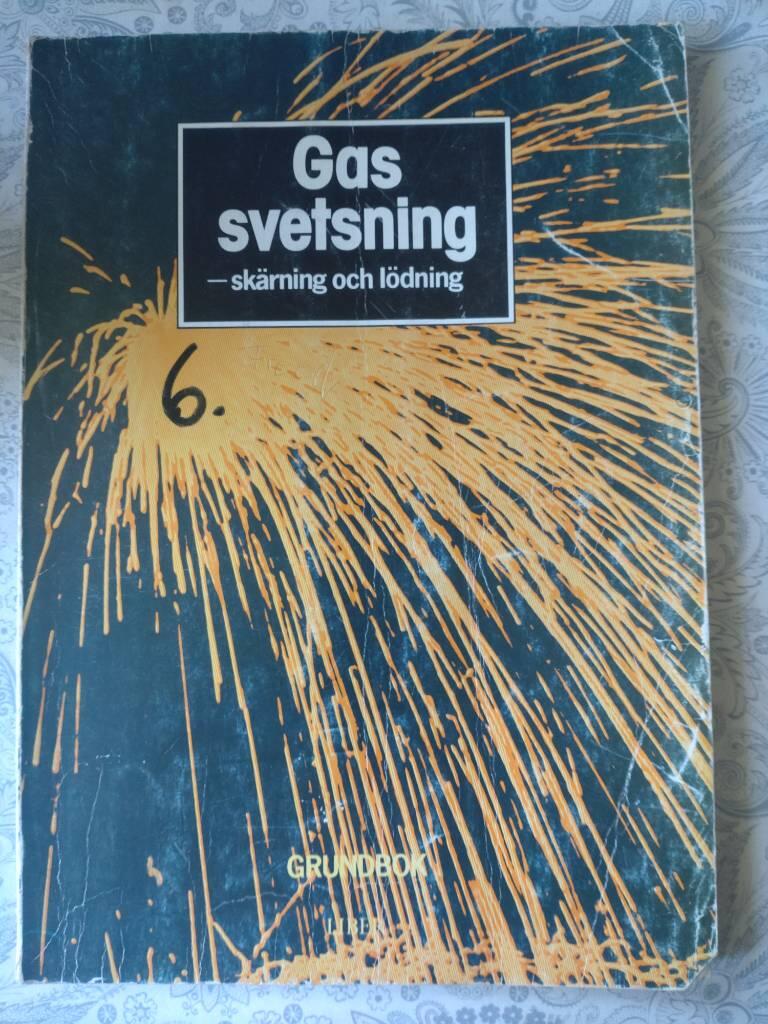 Gas
svetsning
—skärning och lödning
6.
GRUNDBOK
LIBER